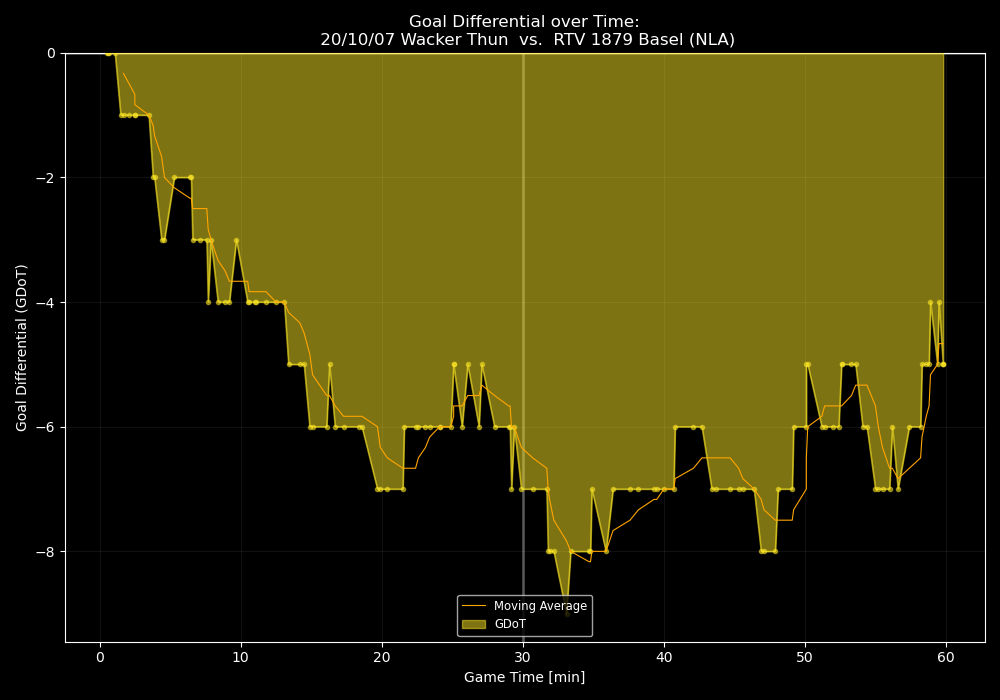 Goal Differential over Time:
20/10/07 Wacker Thun  vs.  RTV 1879 Basel (NLA)
Goal Differential (GDoT)
0
−2
−4
−6
−8
Moving Average
GDoT
0 10 20 30 40 50 60
Game Time [min]